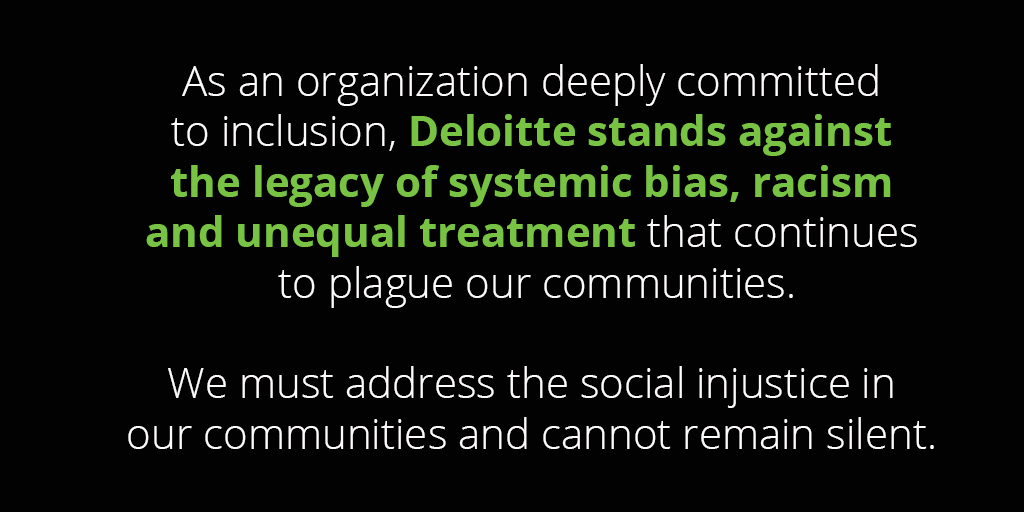 As an organization deeply committed
to inclusion, Deloitte stands against
the legacy of systemic bias, racism
and unequal treatment that continues
to plague our communities.
We must address the social injustice in
our communities and cannot remain silent.